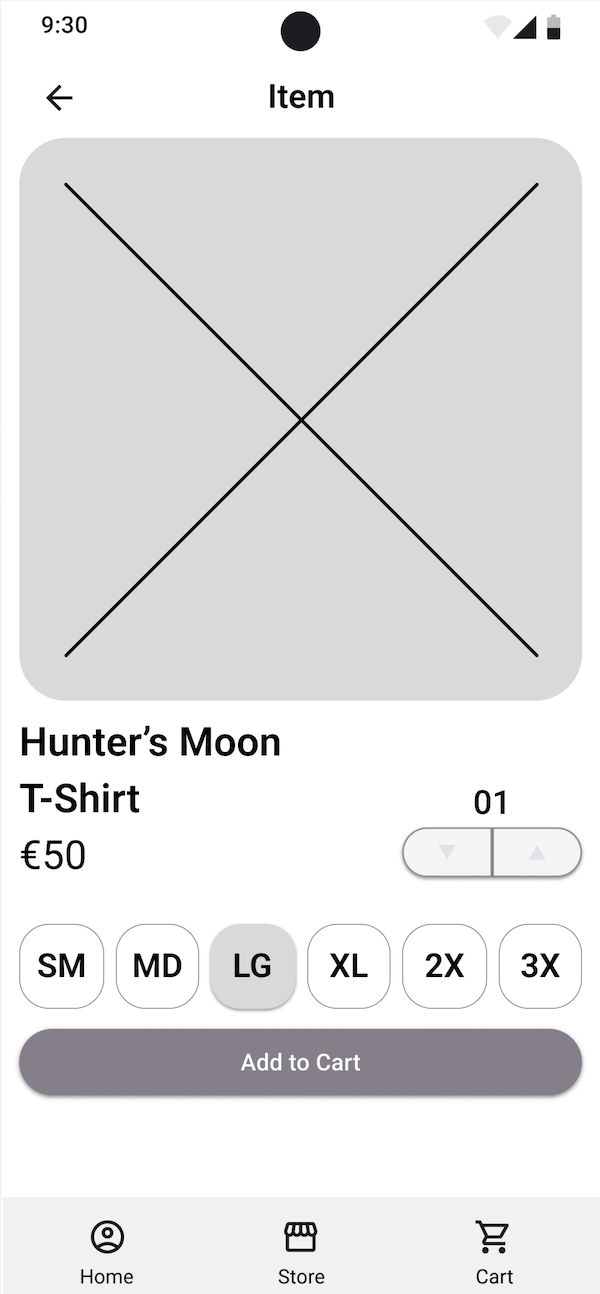 9:30
Item
Hunter’s Moon
T-Shirt
01
€50
SM MD LG XL 2X 3X
Add to Cart
Home Store Cart